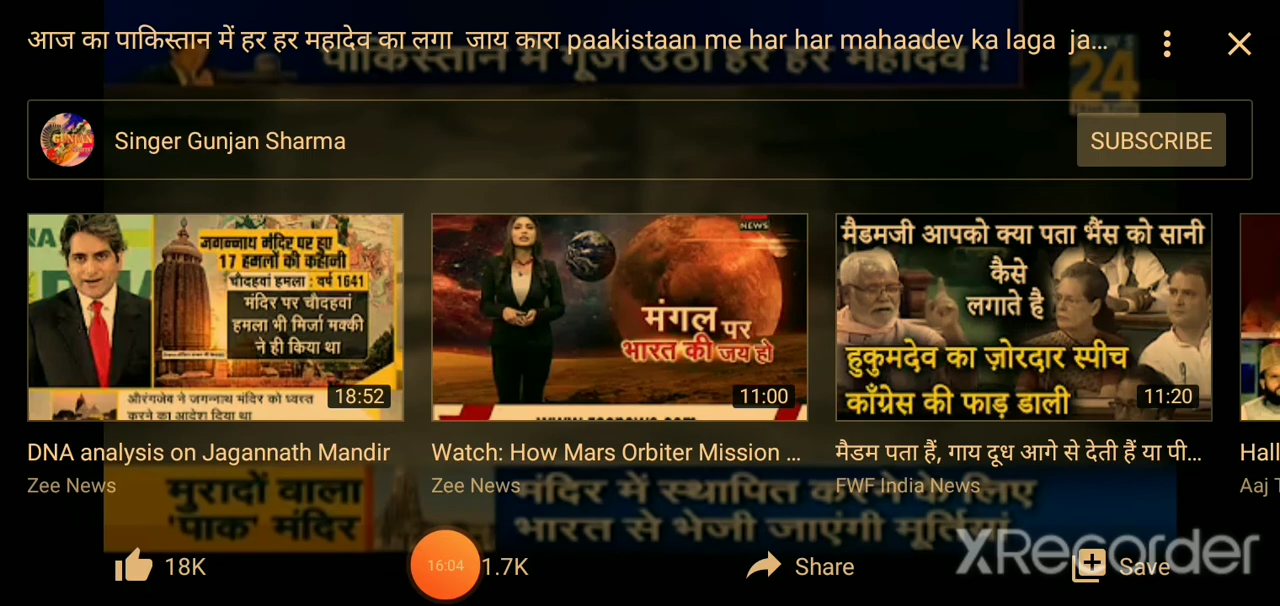 आज का पाकिस्तान में हर हर महादेव का लगा जाय कारा paakistaan me har har mahaadev ka laga ja...
पाकिस्तान में गूंज उठा हर हर महादेव !
24
GUNJAN
Singer Gunjan Sharma
SUBSCRIBE
जगन्नाथ मंदिर पर हुए
17 हमलों की कहानी
चौदहवां हमला : वर्ष 1641
मंदिर पर चौदहवां
हमला भी मिर्जा मक्की
ने ही किया था
औरंगजेब ने जगन्नाथ मंदिर को ध्वस्त
करने का आदेश दिया था
18:52
NEWS
मंगल पर
भारत की जय हो
11:00
मैडमजी आपको क्या पता भैंस को सानी
कैसे
लगाते है
हुकुमदेव का ज़ोरदार स्पीच
काँग्रेस की फाड़ डाली
11:20
DNA analysis on Jagannath Mandir
Zee News
Watch: How Mars Orbiter Mission ...
Zee News
मैडम पता हैं, गाय दूध आगे से देती हैं या पी...
FWF India News
Hall
Aaj T
मुरादों वाला
'पाक' मंदिर
मंदिर में स्थापित करने के लिए
भारत से भेजी जाएंगी मूर्तियां
18K
16:04
1.7K
Share
Save
XRecorder